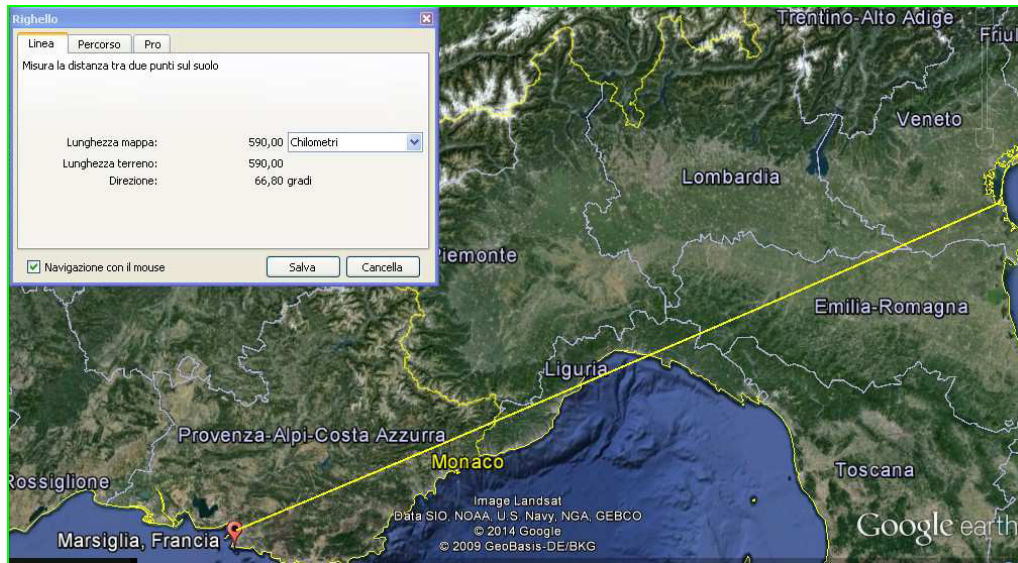 Righello
Linea Percorso Pro
Misura la distanza tra due punti sul suolo
Lunghezza mappa: 590,00 Chilometri
Lunghezza terreno: 590,00
Direzione: 66,80 gradi
Navigazione con il mouse Salva Cancella
Trentino-Alto Adige
Friul
Veneto
Lombardia
Piemonte
Emilia-Romagna
Liguria
Provenza-Alpi-Costa Azzurra
Monaco
Rossiglione
Toscana
Marsiglia, Francia
Image Landsat
Data SIO, NOAA, U.S. Navy, NGA, GEBCO
© 2014 Google
© 2009 GeoBasis-DE/BKG
Google earth